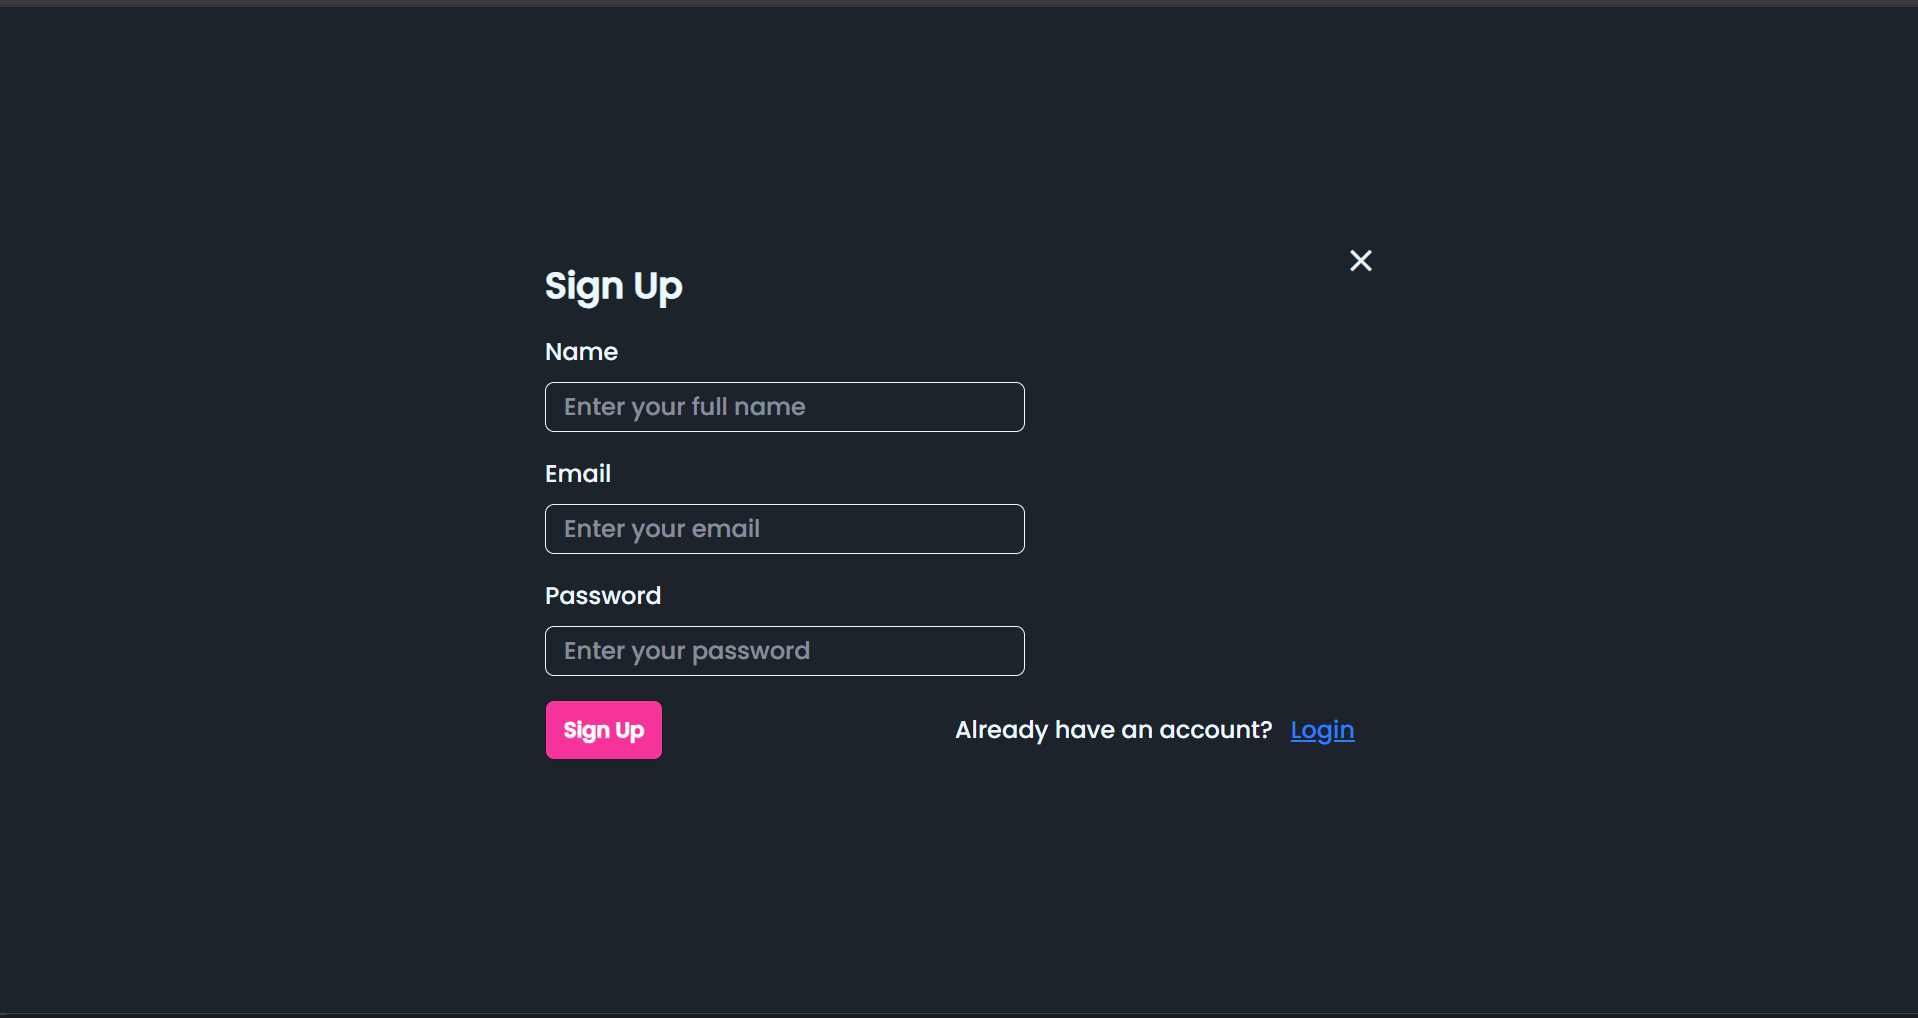 Sign Up
Name
Enter your full name
Email
Enter your email
Password
Enter your password
Sign Up
Already have an account? Login